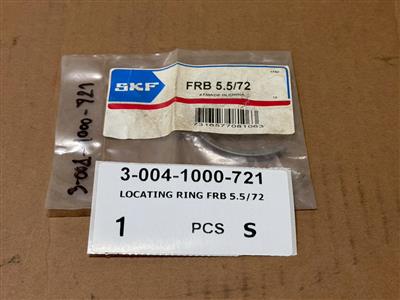 SKF
FRB 5.5/72
7316577081063
3-004-1000-721
3-004-1000-721
LOCATING RING FRB 5.5/72
1 PCS S